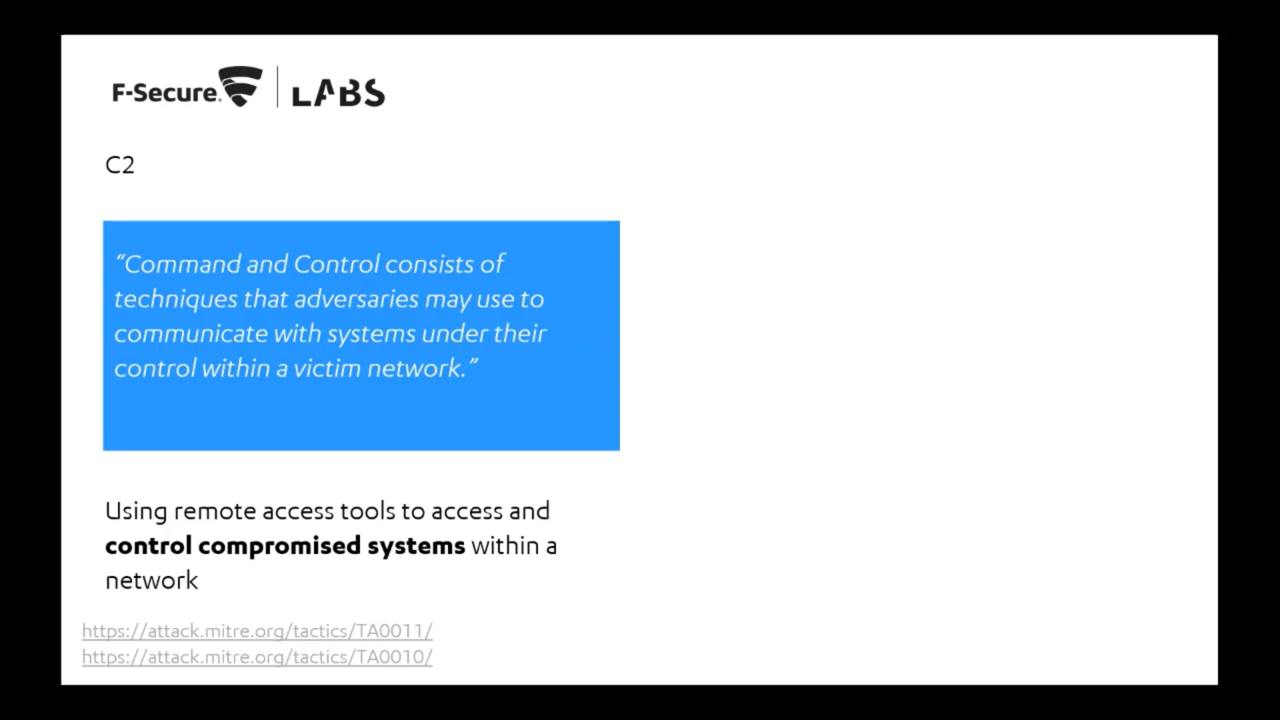 F-Secure. LABS
C2
“Command and Control consists of
techniques that adversaries may use to
communicate with systems under their
control within a victim network.”
Using remote access tools to access and
control compromised systems within a
network
https://attack.mitre.org/tactics/TA0011/
https://attack.mitre.org/tactics/TA0010/